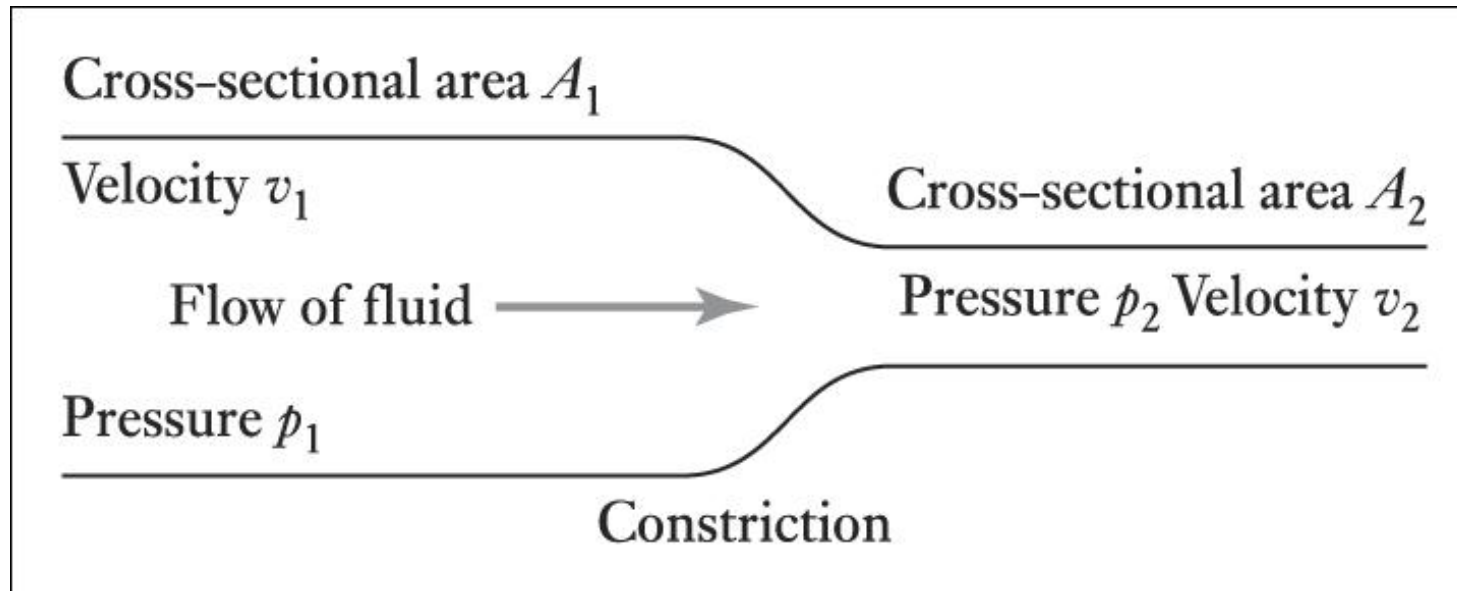 Cross-sectional area A₁
Velocity v₁
Cross-sectional area A₂
Flow of fluid
Pressure p₂ Velocity v₂
Pressure p₁
Constriction